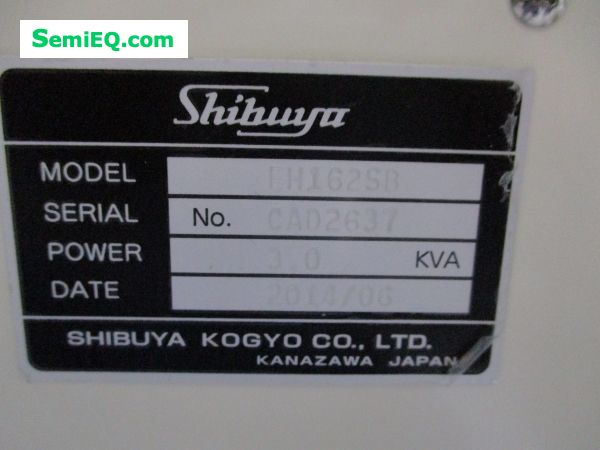 SemiEQ.com
Shibuya
MODEL
SERIAL No. CAD2637
POWER 3.0 KVA
DATE 2014/06
SHIBUYA KOGYO CO., LTD.
KANAZAWA JAPAN